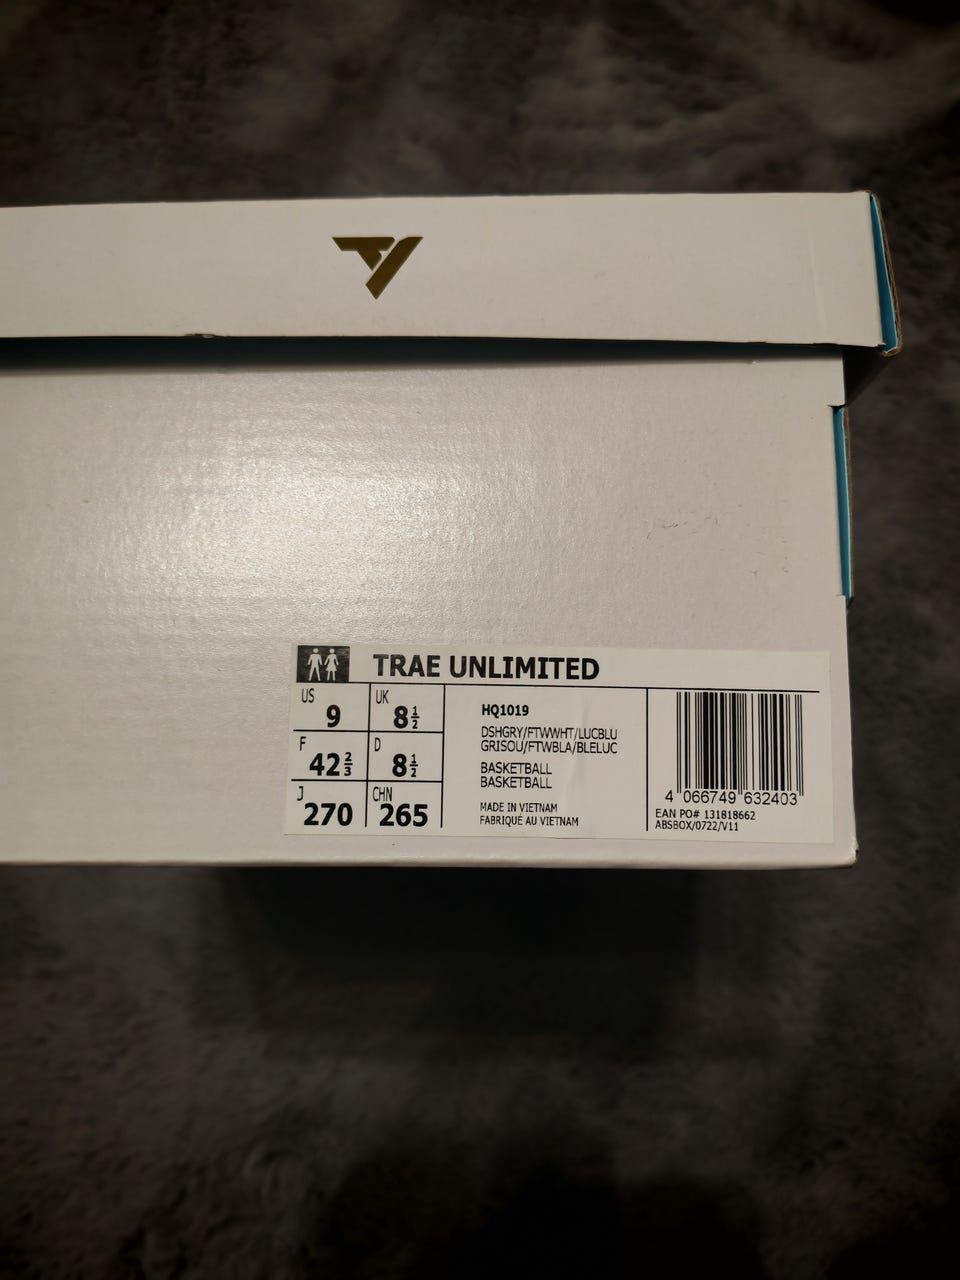 TRAE UNLIMITED
US 9 UK 8½
F 42⅔ D 8½
J 270 CHN 265
HQ1019
DSHGRY/FTWWHT/LUCBLU
GRISOU/FTWBLA/BLELUC
BASKETBALL
BASKETBALL
MADE IN VIETNAM
FABRIQUÉ AU VIETNAM
4 066749 632403
EAN PO# 131818662
ABSBOX/0722/V11